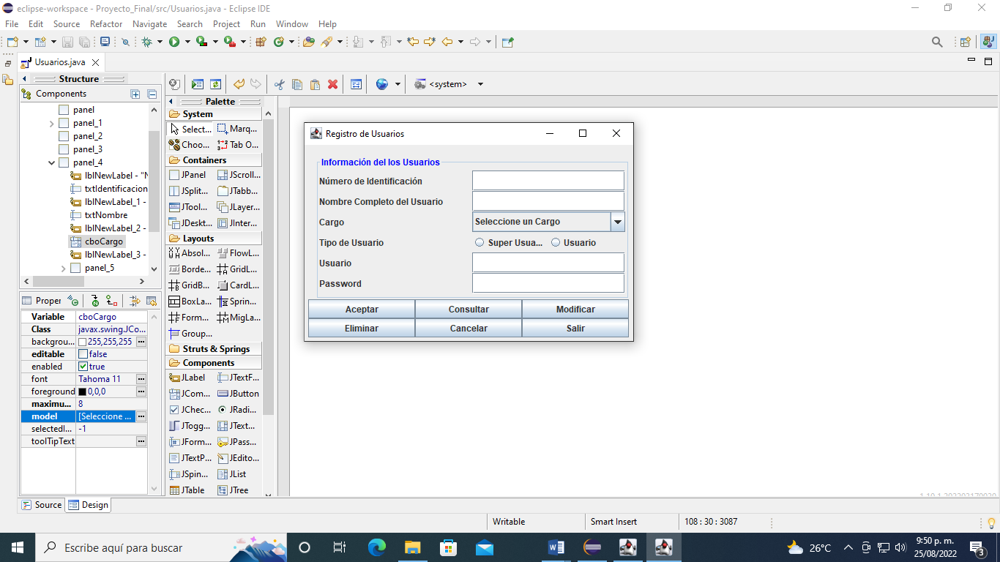 eclipse-workspace - Proyecto_Final/src/Usuarios.java - Eclipse IDE
File Edit Source Refactor Navigate Search Project Run Window Help
Usuarios.java
Structure
Components
panel
panel_1
panel_2
panel_3
panel_4
lblNewLabel - "N
txtIdentificacion
lblNewLabel_1 -
txtNombre
lblNewLabel_2 -
cboCargo
lblNewLabel_3 -
panel_5
Proper
Variable cboCargo
Class javax.swing.JCo...
backgrou... 255,255,255
editable false
enabled true
font Tahoma 11
foreground 0,0,0
maximu... 8
model [Seleccione ...
selectedI... -1
toolTipText
<system>
Palette
System
Select... Marq...
Choo... Tab O...
Containers
JPanel JScroll...
JSplit... JTabb...
JTool... JLayer...
JDeskt... JInter...
Layouts
Absol... FlowL...
Borde... GridL...
GridB... CardL...
BoxLa... Sprin...
Form... MigLa...
Group...
Struts & Springs
Components
JLabel JTextF...
JCom... JButton
JChec... JRadi...
JTogg... JText...
JForm... JPass...
JTextP... JEdito...
JSpin... JList
JTable JTree
Registro de Usuarios
Información del los Usuarios
Número de Identificación
Nombre Completo del Usuario
Cargo Seleccione un Cargo
Tipo de Usuario Super Usua... Usuario
Usuario
Password
Aceptar Consultar Modificar
Eliminar Cancelar Salir
Source Design
Writable Smart Insert 108 : 30 : 3087
Escribe aquí para buscar
26°C
9:50 p. m.
25/08/2022
3